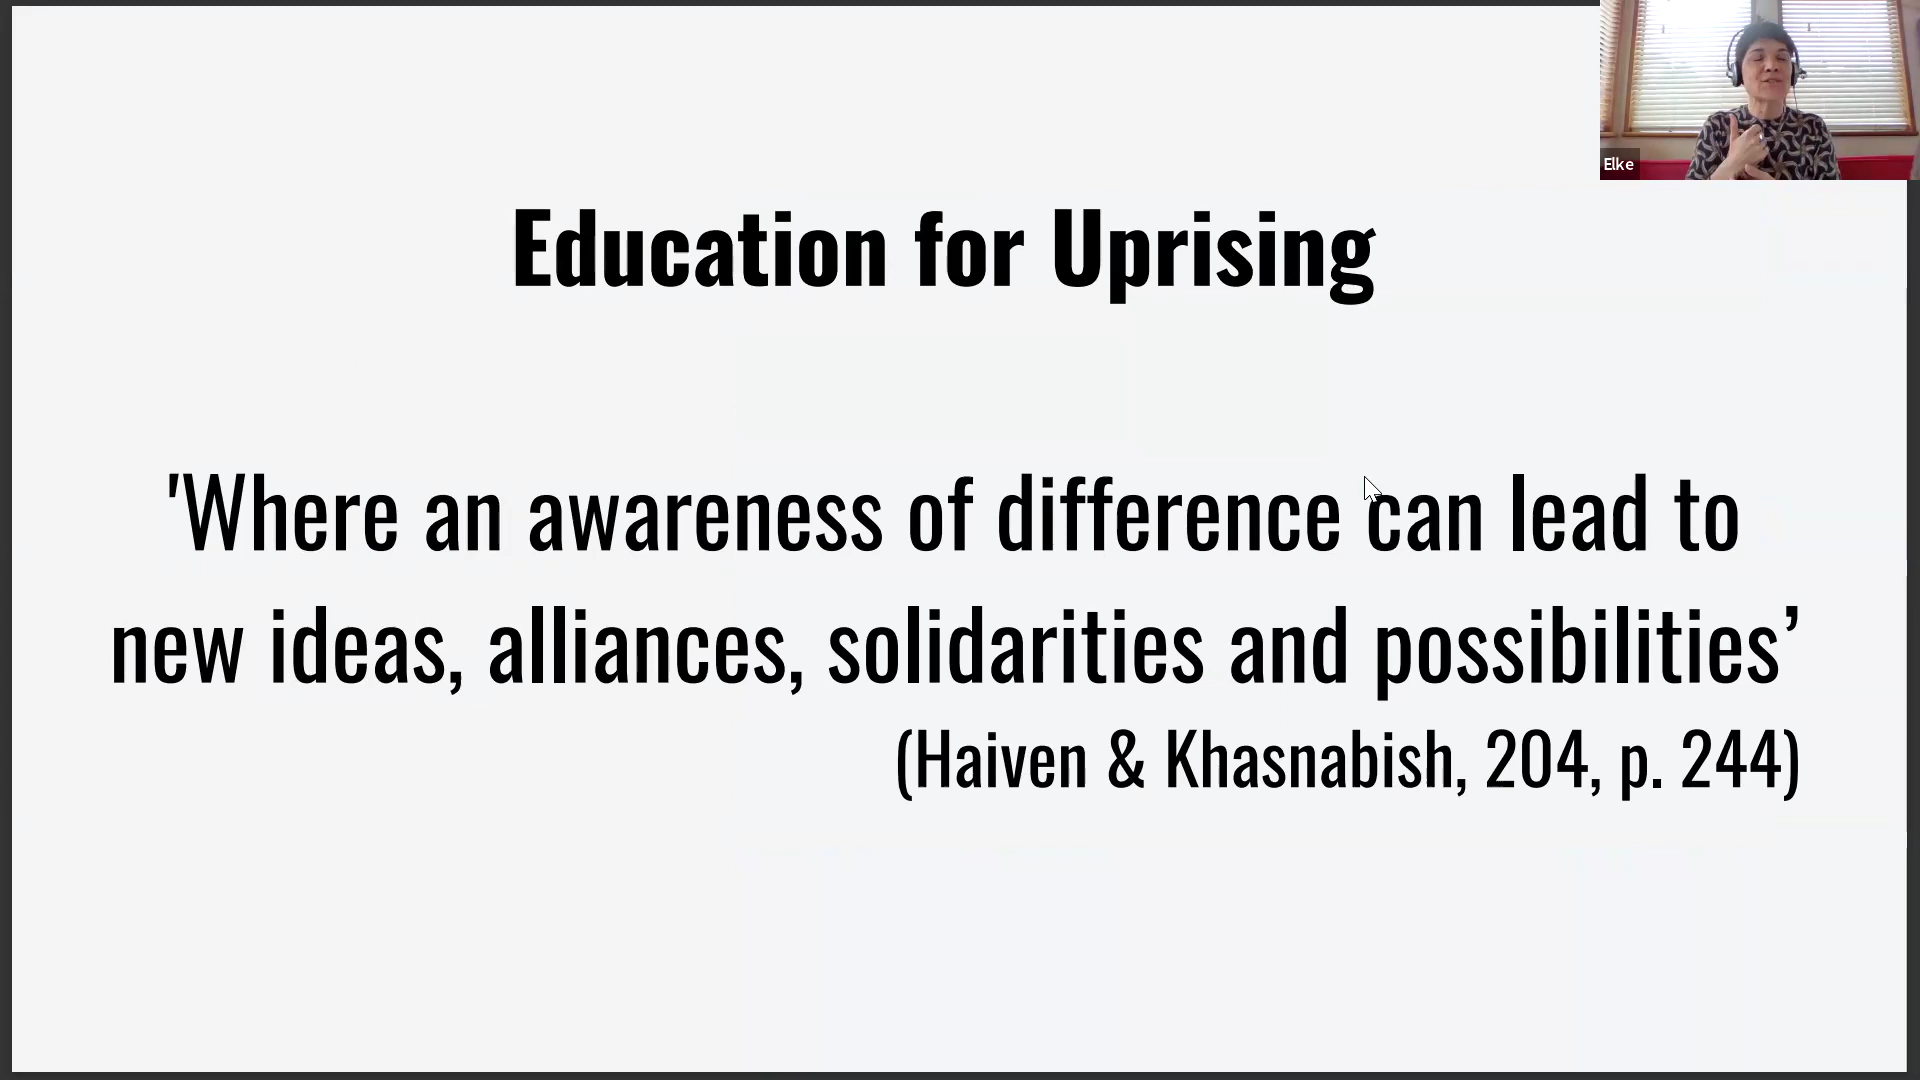 Elke
Education for Uprising
'Where an awareness of difference can lead to
new ideas, alliances, solidarities and possibilities’
(Haiven & Khasnabish, 204, p. 244)